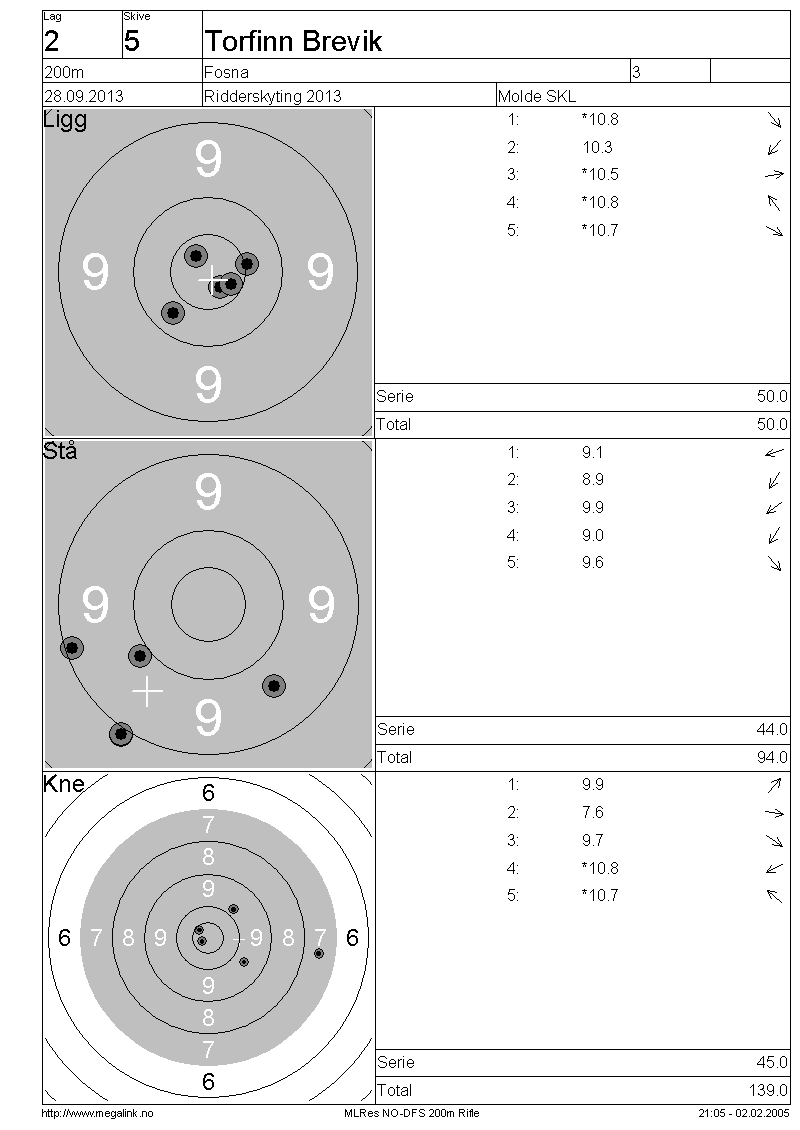 Lag Skive
2 5 Torfinn Brevik
200m Fosna 3
28.09.2013 Ridderskyting 2013 Molde SKL
Ligg
9
9 9
9
1: *10.8
2: 10.3
3: *10.5
4: *10.8
5: *10.7
Serie 50.0
Total 50.0
Stå
9
9 9
9
1: 9.1
2: 8.9
3: 9.9
4: 9.0
5: 9.6
Serie 44.0
Total 94.0
Kne
6
7
8
9
6 7 8 9 9 8 7 6
9
8
7
6
1: 9.9
2: 7.6
3: 9.7
4: *10.8
5: *10.7
Serie 45.0
Total 139.0
http://www.megalink.no MLRes NO-DFS 200m Rifle 21:05 - 02.02.2005